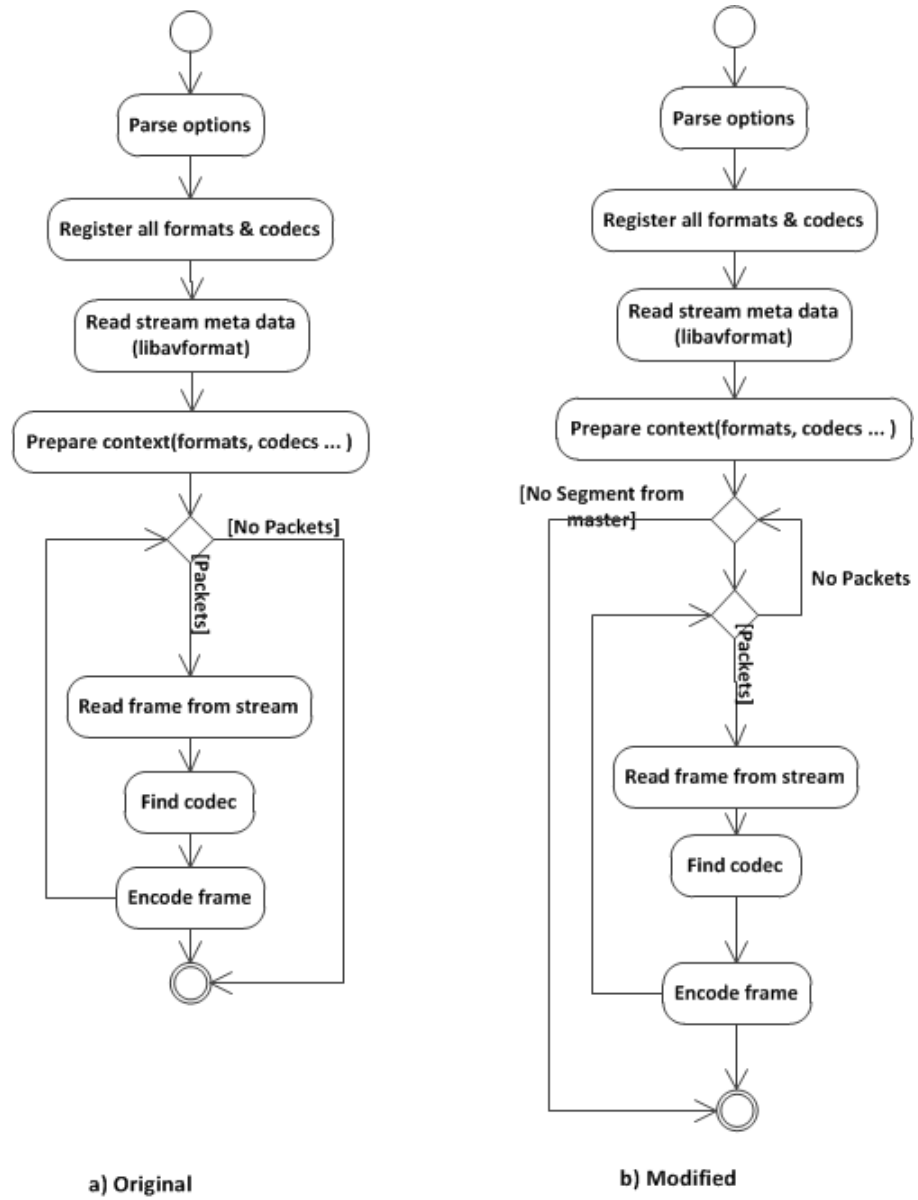 Parse options
Register all formats & codecs
Read stream meta data
(libavformat)
Prepare context(formats, codecs ... )
[No Packets]
[Packets]
Read frame from stream
Find codec
Encode frame
a) Original
Parse options
Register all formats & codecs
Read stream meta data
(libavformat)
Prepare context(formats, codecs ... )
[No Segment from
master]
No Packets
[Packets]
Read frame from stream
Find codec
Encode frame
b) Modified